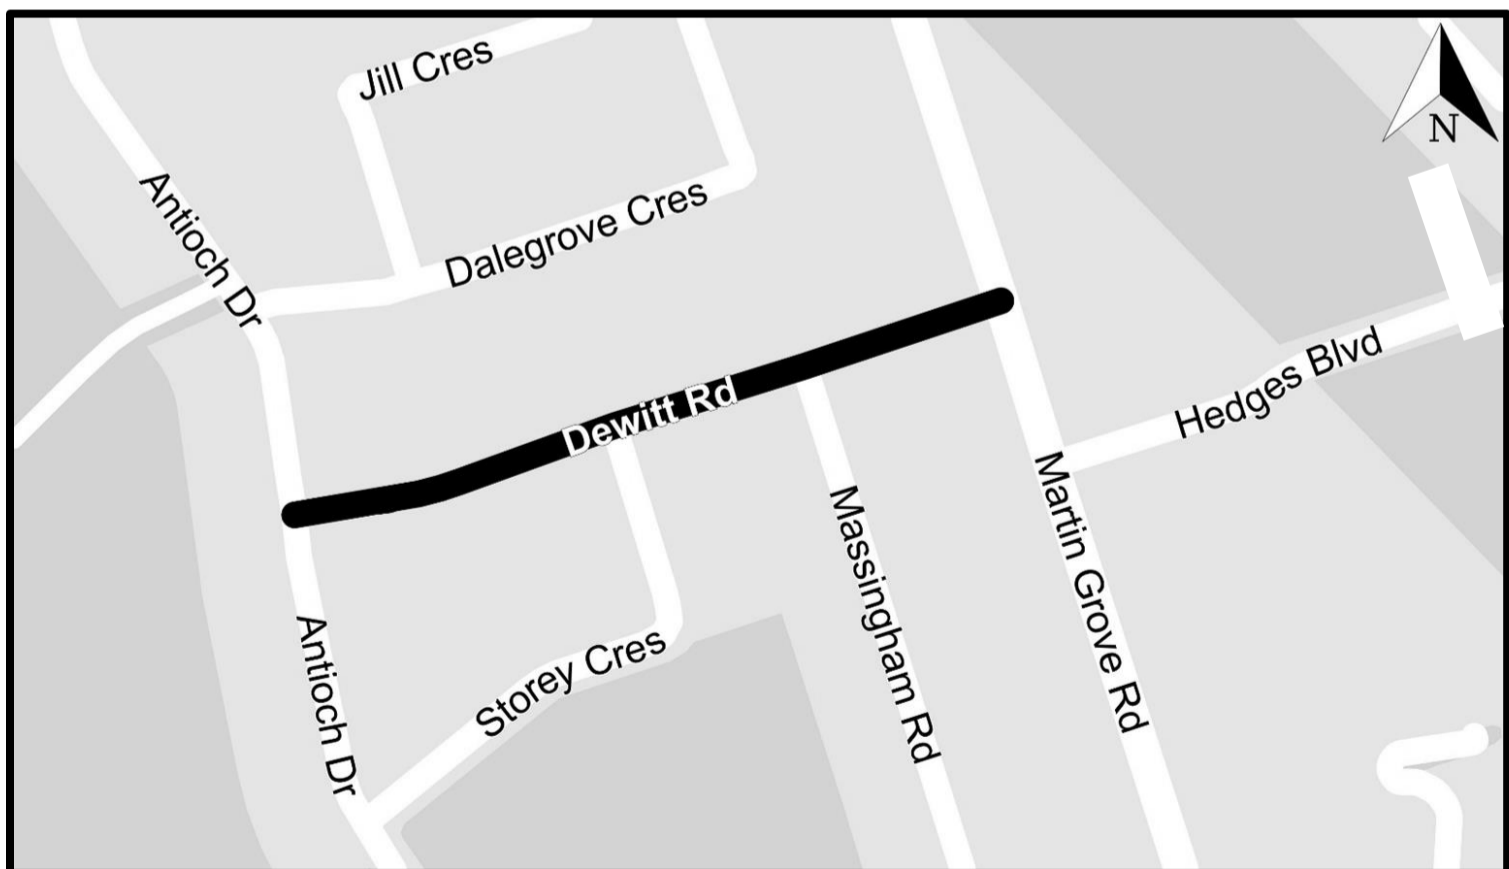 Jill Cres
N
Antioch Dr
Dalegrove Cres
Hedges Blvd
Dewitt Rd
Martin Grove Rd
Massingham Rd
Antioch Dr
Storey Cres